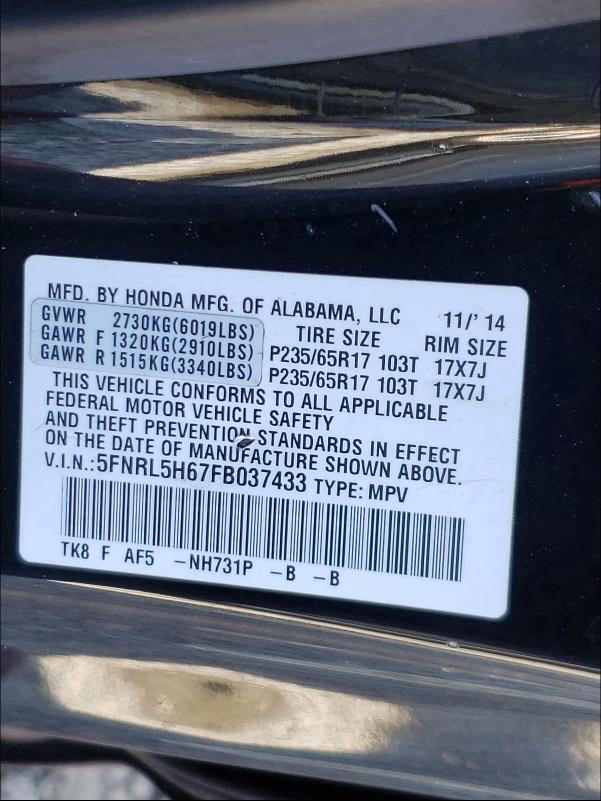 MFD. BY HONDA MFG. OF ALABAMA, LLC 11/' 14
GVWR 2730KG(6019LBS) TIRE SIZE RIM SIZE
GAWR F 1320KG(2910LBS) P235/65R17 103T 17X7J
GAWR R 1515KG(3340LBS) P235/65R17 103T 17X7J
THIS VEHICLE CONFORMS TO ALL APPLICABLE
FEDERAL MOTOR VEHICLE SAFETY
AND THEFT PREVENTION STANDARDS IN EFFECT
ON THE DATE OF MANUFACTURE SHOWN ABOVE.
V.I.N.:5FNRL5H67FB037433 TYPE: MPV
TK8 F AF5 -NH731P -B -B